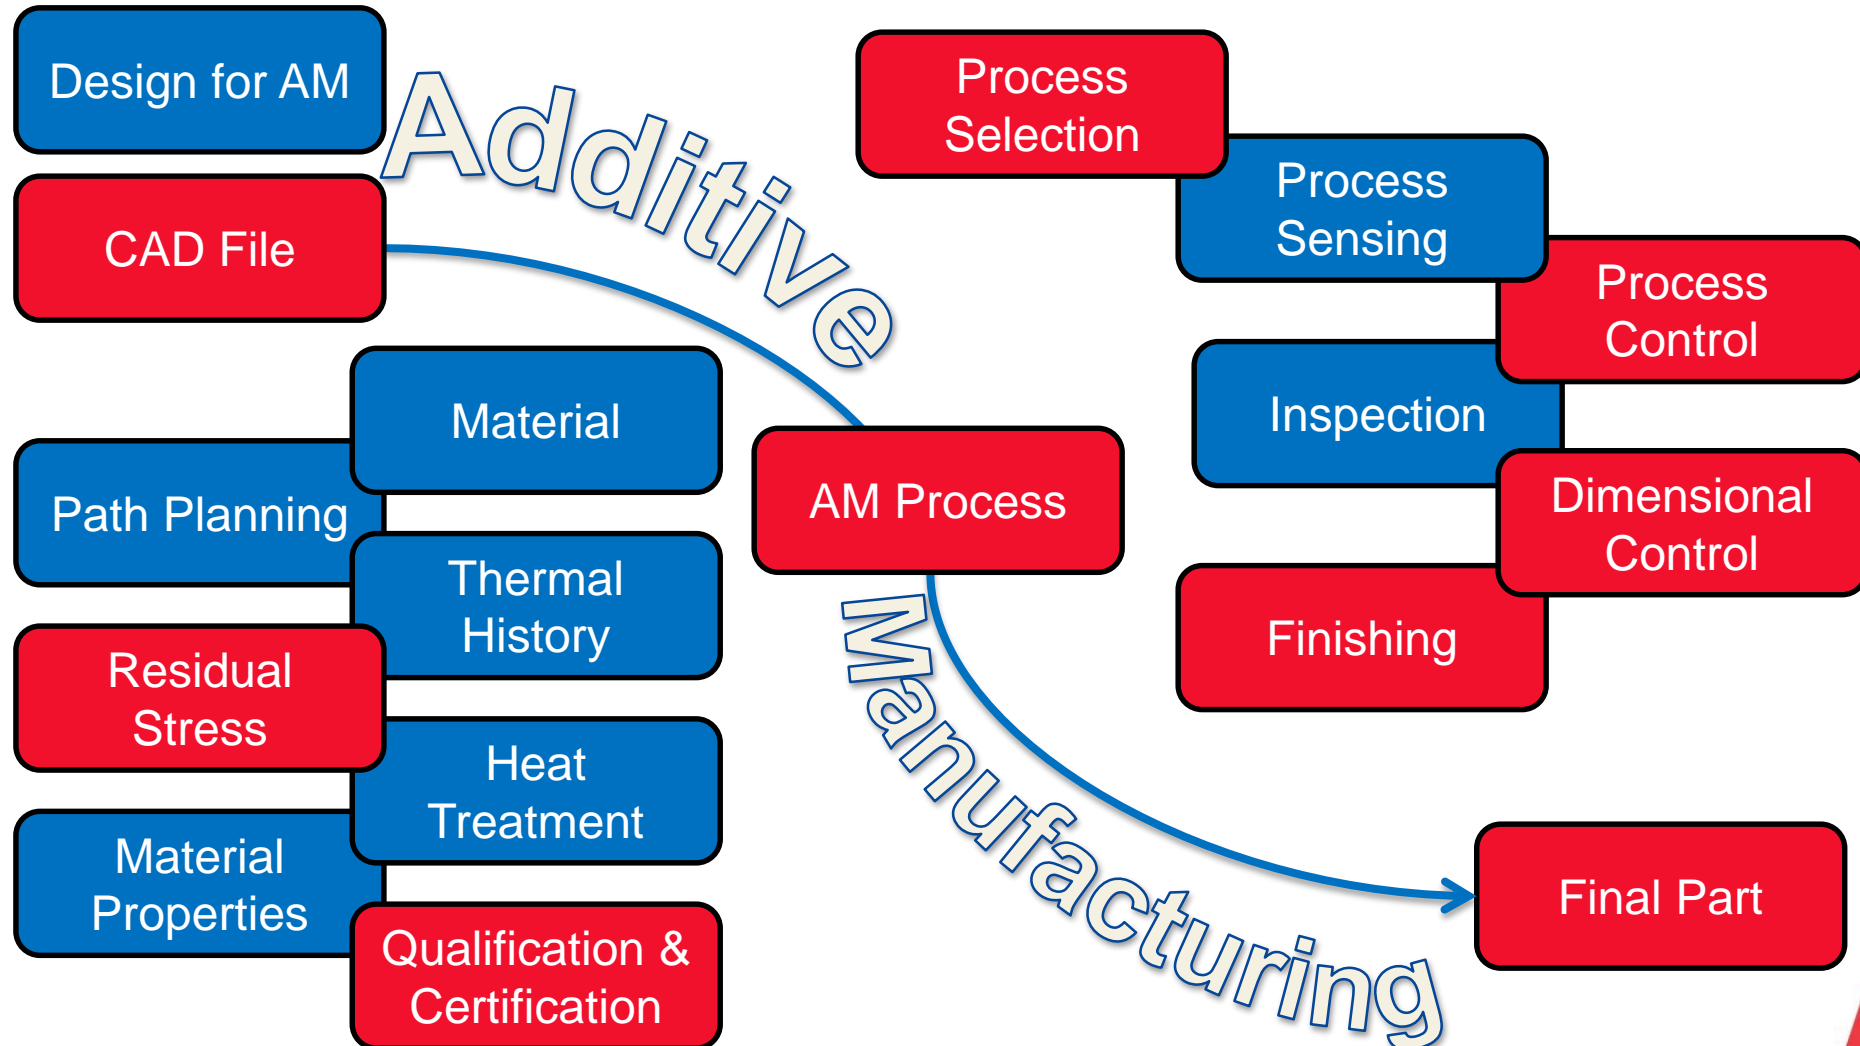 Design for AM
CAD File
Additive
Process
Selection
Process
Sensing
Process
Control
Material
Path Planning
Thermal
History
Residual
Stress
Heat
Treatment
Material
Properties
Qualification &
Certification
AM Process
Inspection
Dimensional
Control
Finishing
Manufacturing
Final Part